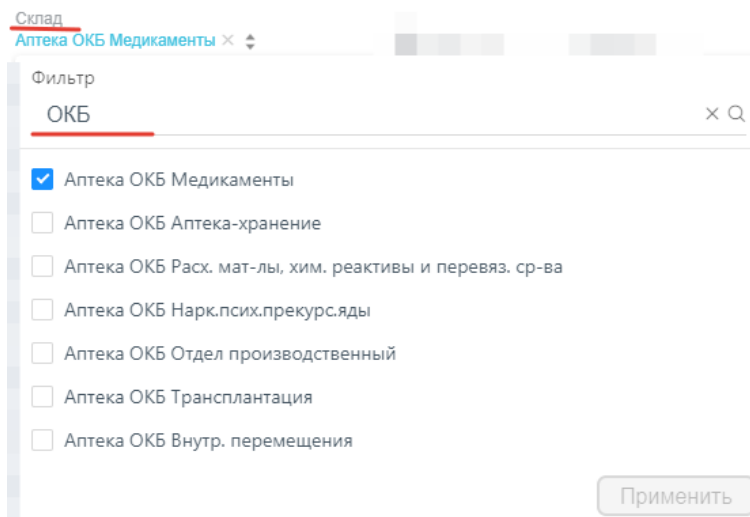 Склад
Аптека ОКБ Медикаменты
Фильтр
ОКБ
Аптека ОКБ Медикаменты
Аптека ОКБ Аптека-хранение
Аптека ОКБ Расх. мат-лы, хим. реактивы и перевяз. ср-ва
Аптека ОКБ Нарк.псих.прекурс.яды
Аптека ОКБ Отдел производственный
Аптека ОКБ Трансплантация
Аптека ОКБ Внутр. перемещения
Применить